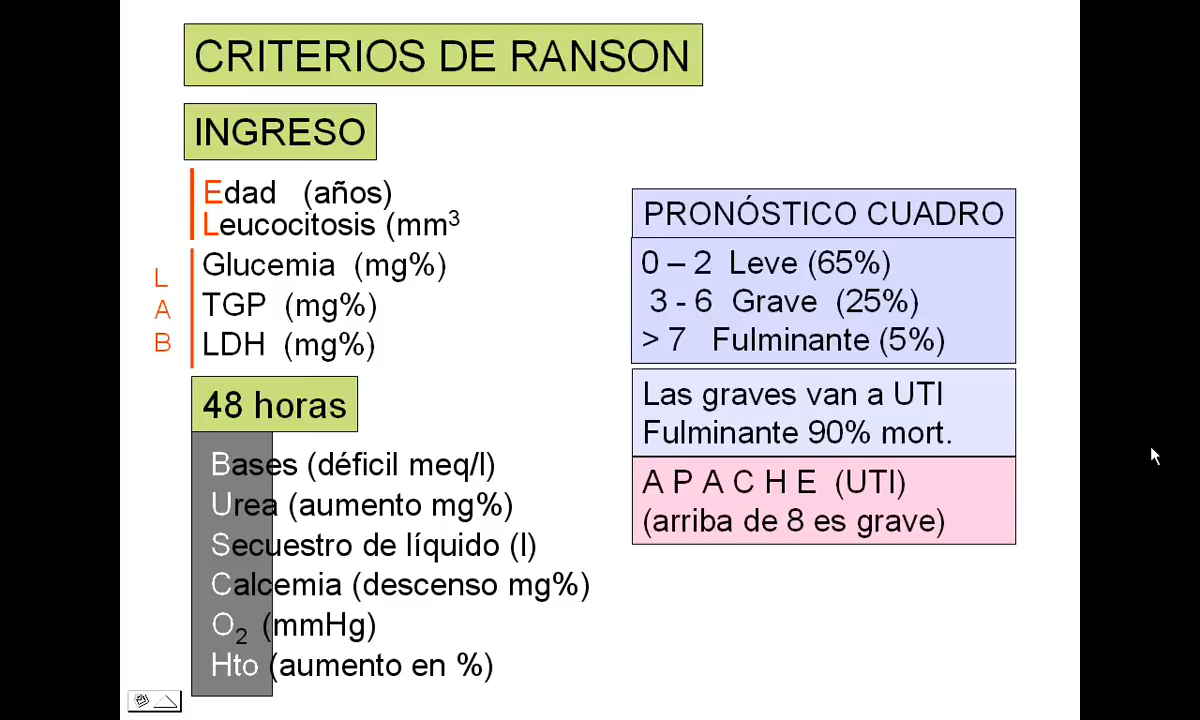 CRITERIOS DE RANSON
INGRESO
Edad (años)
Leucocitosis (mm³
Glucemia (mg%)
TGP (mg%)
LDH (mg%)
L
A
B
48 horas
Bases (déficil meq/l)
Urea (aumento mg%)
Secuestro de líquido (l)
Calcemia (descenso mg%)
O₂ (mmHg)
Hto (aumento en %)
PRONÓSTICO CUADRO
0 – 2 Leve (65%)
3 - 6 Grave (25%)
> 7 Fulminante (5%)
Las graves van a UTI
Fulminante 90% mort.
A P A C H E (UTI)
(arriba de 8 es grave)